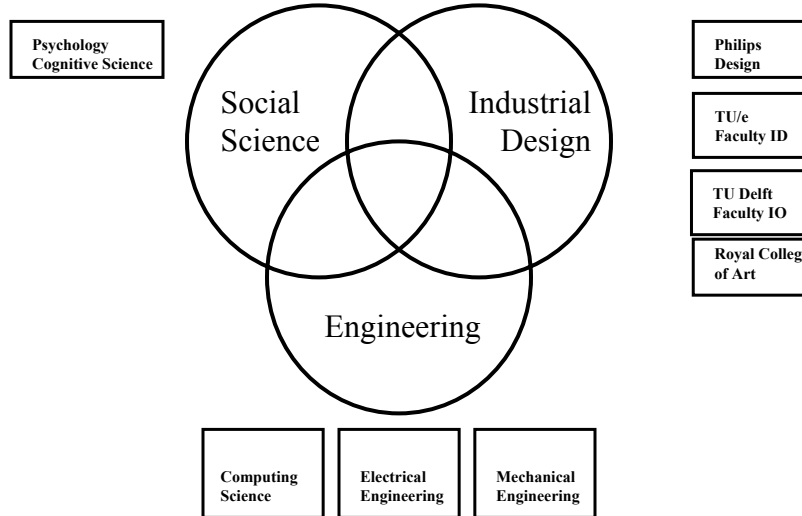 Psychology
Cognitive Science
Social
Science
Industrial
Design
Engineering
Philips
Design
TU/e
Faculty ID
TU Delft
Faculty IO
Royal Colleg
of Art
Computing
Science
Electrical
Engineering
Mechanical
Engineering